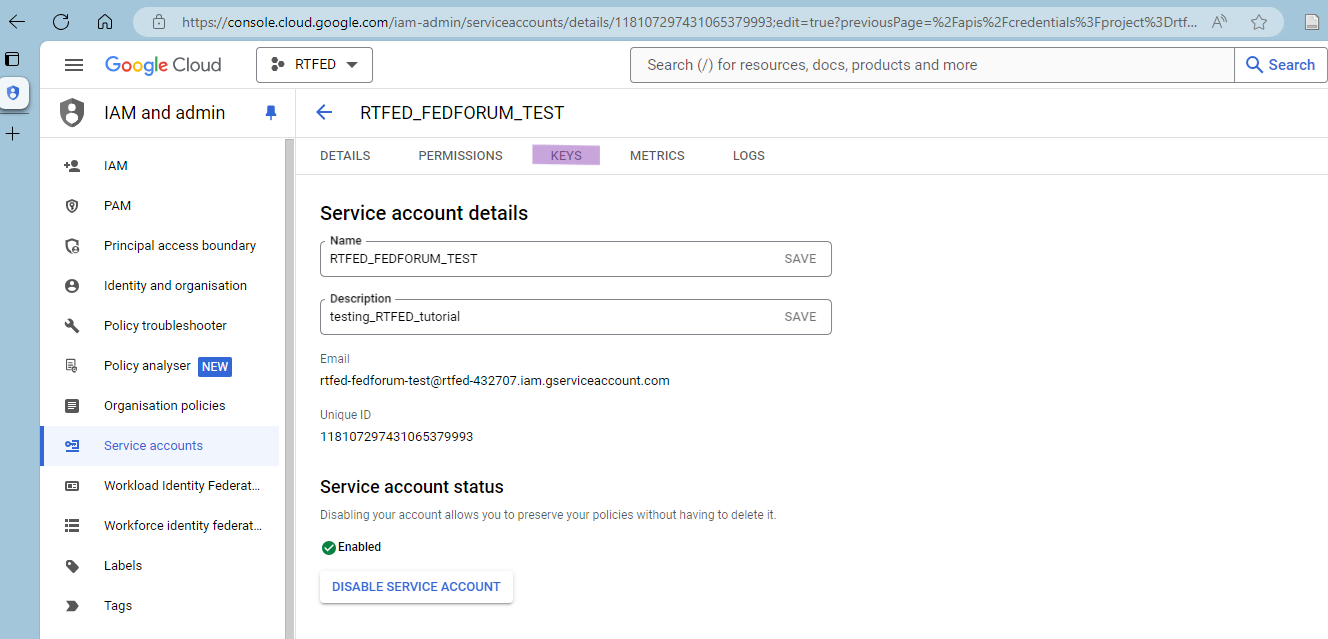 https://console.cloud.google.com/iam-admin/serviceaccounts/details/118107297431065379993;edit=true?previousPage=%2Fapis%2Fcredentials%3Fproject%3Drtf...
Google Cloud
RTFED
Search (/) for resources, docs, products and more
Search
IAM and admin
RTFED_FEDFORUM_TEST
DETAILS PERMISSIONS KEYS METRICS LOGS
IAM
PAM
Principal access boundary
Identity and organisation
Policy troubleshooter
Policy analyser NEW
Organisation policies
Service accounts
Workload Identity Federat...
Workforce identity federat...
Labels
Tags
Service account details
Name
RTFED_FEDFORUM_TEST SAVE
Description
testing_RTFED_tutorial SAVE
Email
rtfed-fedforum-test@rtfed-432707.iam.gserviceaccount.com
Unique ID
118107297431065379993
Service account status
Disabling your account allows you to preserve your policies without having to delete it.
Enabled
DISABLE SERVICE ACCOUNT